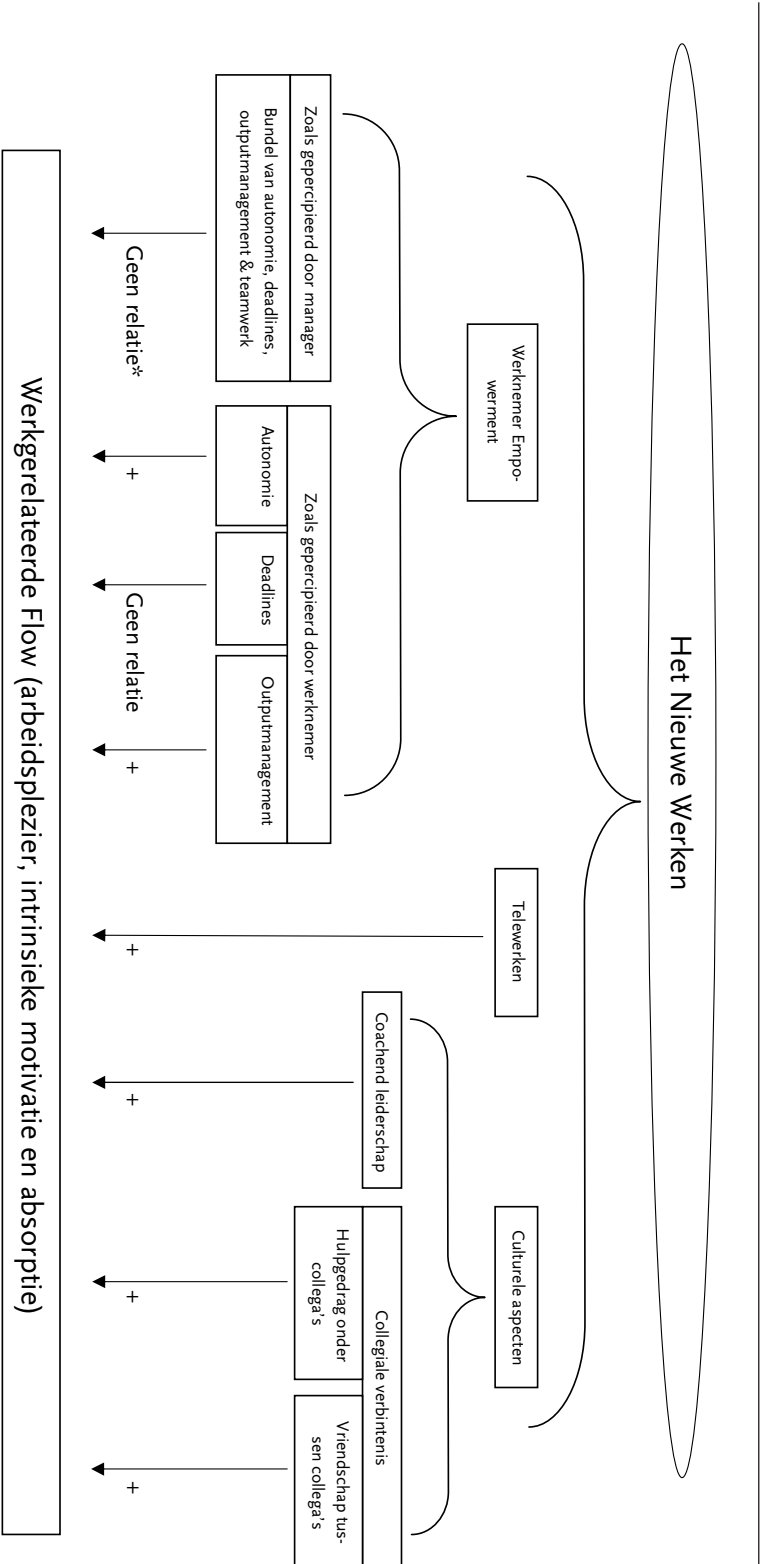 Het Nieuwe Werken
Werknemer Empo-
werment
Telewerken
Culturele aspecten
Zoals gepercipieerd door manager
Bundel van autonomie, deadlines,
outputmanagement & teamwerk
Zoals gepercipieerd door werknemer
Autonomie
Deadlines
Outputmanagement
Coachend leiderschap
Collegiale verbintenis
Hulpgedrag onder
collega's
Vriendschap tus-
sen collega's
Geen relatie*
+
Geen relatie
+
+
+
+
+
Werkgerelateerde Flow (arbeidsplezier, intrinsieke motivatie en absorptie)